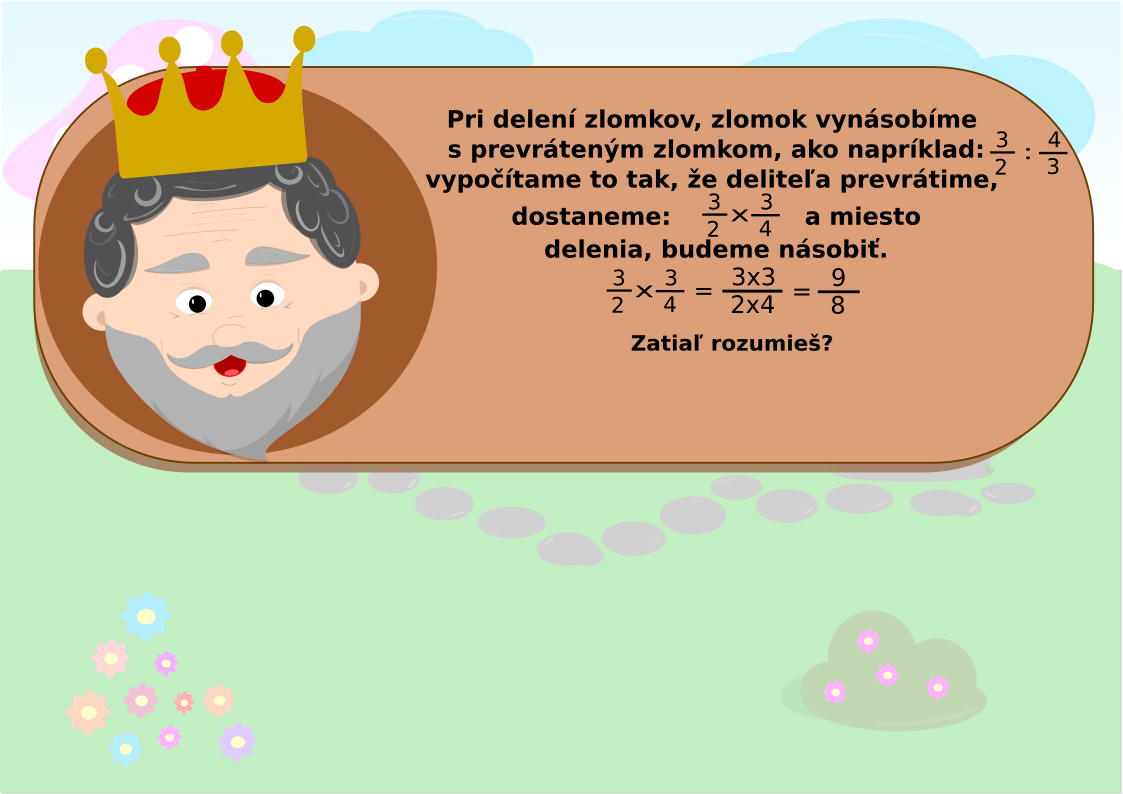 Pri delení zlomkov, zlomok vynásobíme
s prevráteným zlomkom, ako napríklad: 3/2 : 4/3
vypočítame to tak, že deliteľa prevrátime,
dostaneme: 3/2 × 3/4 a miesto
delenia, budeme násobiť.
3/2 × 3/4 = 3x3/2x4 = 9/8
Zatiaľ rozumieš?